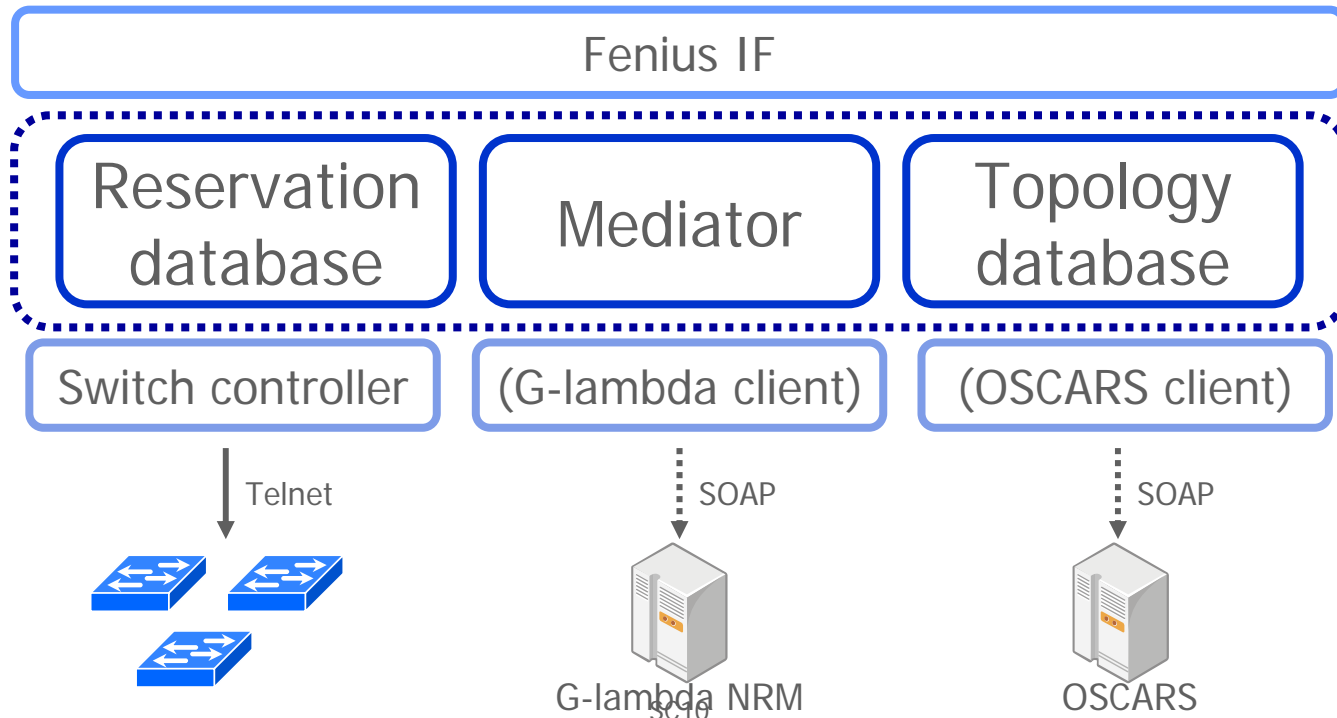 Fenius IF
Reservation
database
Mediator
Topology
database
Switch controller
(G-lambda client)
(OSCARS client)
Telnet
SOAP
SOAP
G-lambda NRM
OSCARS
SC10